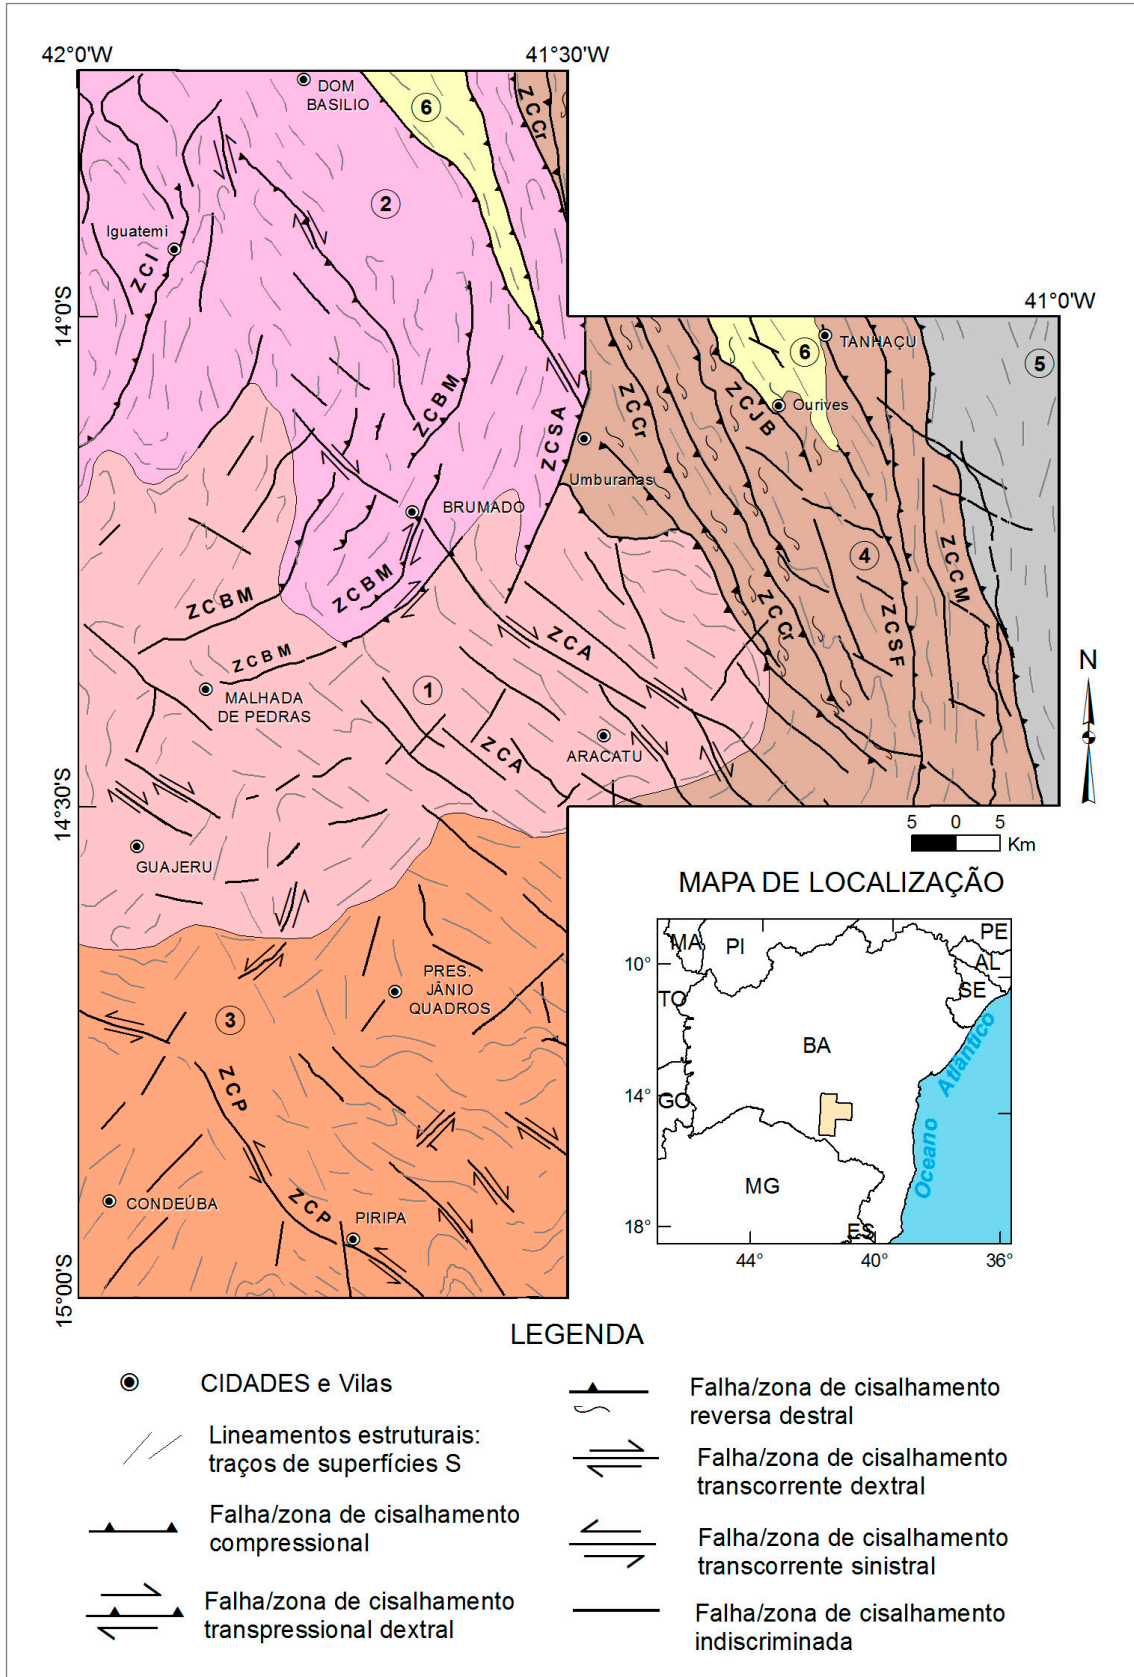 42°0'W
41°30'W
DOM
BASILIO
6
ZCCr
2
Iguatemi
ZCI
14°0'S
41°0'W
6
TANHAÇU
5
ZCBM
ZCSA
ZCCr
ZCJB
Ourives
Umburanas
BRUMADO
4
ZCBM
ZCBM
ZCBM
ZCA
ZCCr
ZCSF
ZCCM
N
MALHADA
DE PEDRAS
1
ZCA
ARACATU
14°30'S
5 0 5
Km
GUAJERU
MAPA DE LOCALIZAÇÃO
PRES.
JÂNIO
QUADROS
3
ZCP
CONDEÚBA
ZCP
PIRIPA
15°00'S
MA
PI
PE
AL
SE
TO
BA
GO
MG
ES
Oceano Atlântico
10°
14°
18°
44°
40°
36°
LEGENDA
CIDADES e Vilas
Lineamentos estruturais:
traços de superfícies S
Falha/zona de cisalhamento
compressional
Falha/zona de cisalhamento
transpressional dextral
Falha/zona de cisalhamento
reversa destral
Falha/zona de cisalhamento
transcorrente dextral
Falha/zona de cisalhamento
transcorrente sinistral
Falha/zona de cisalhamento
indiscriminada